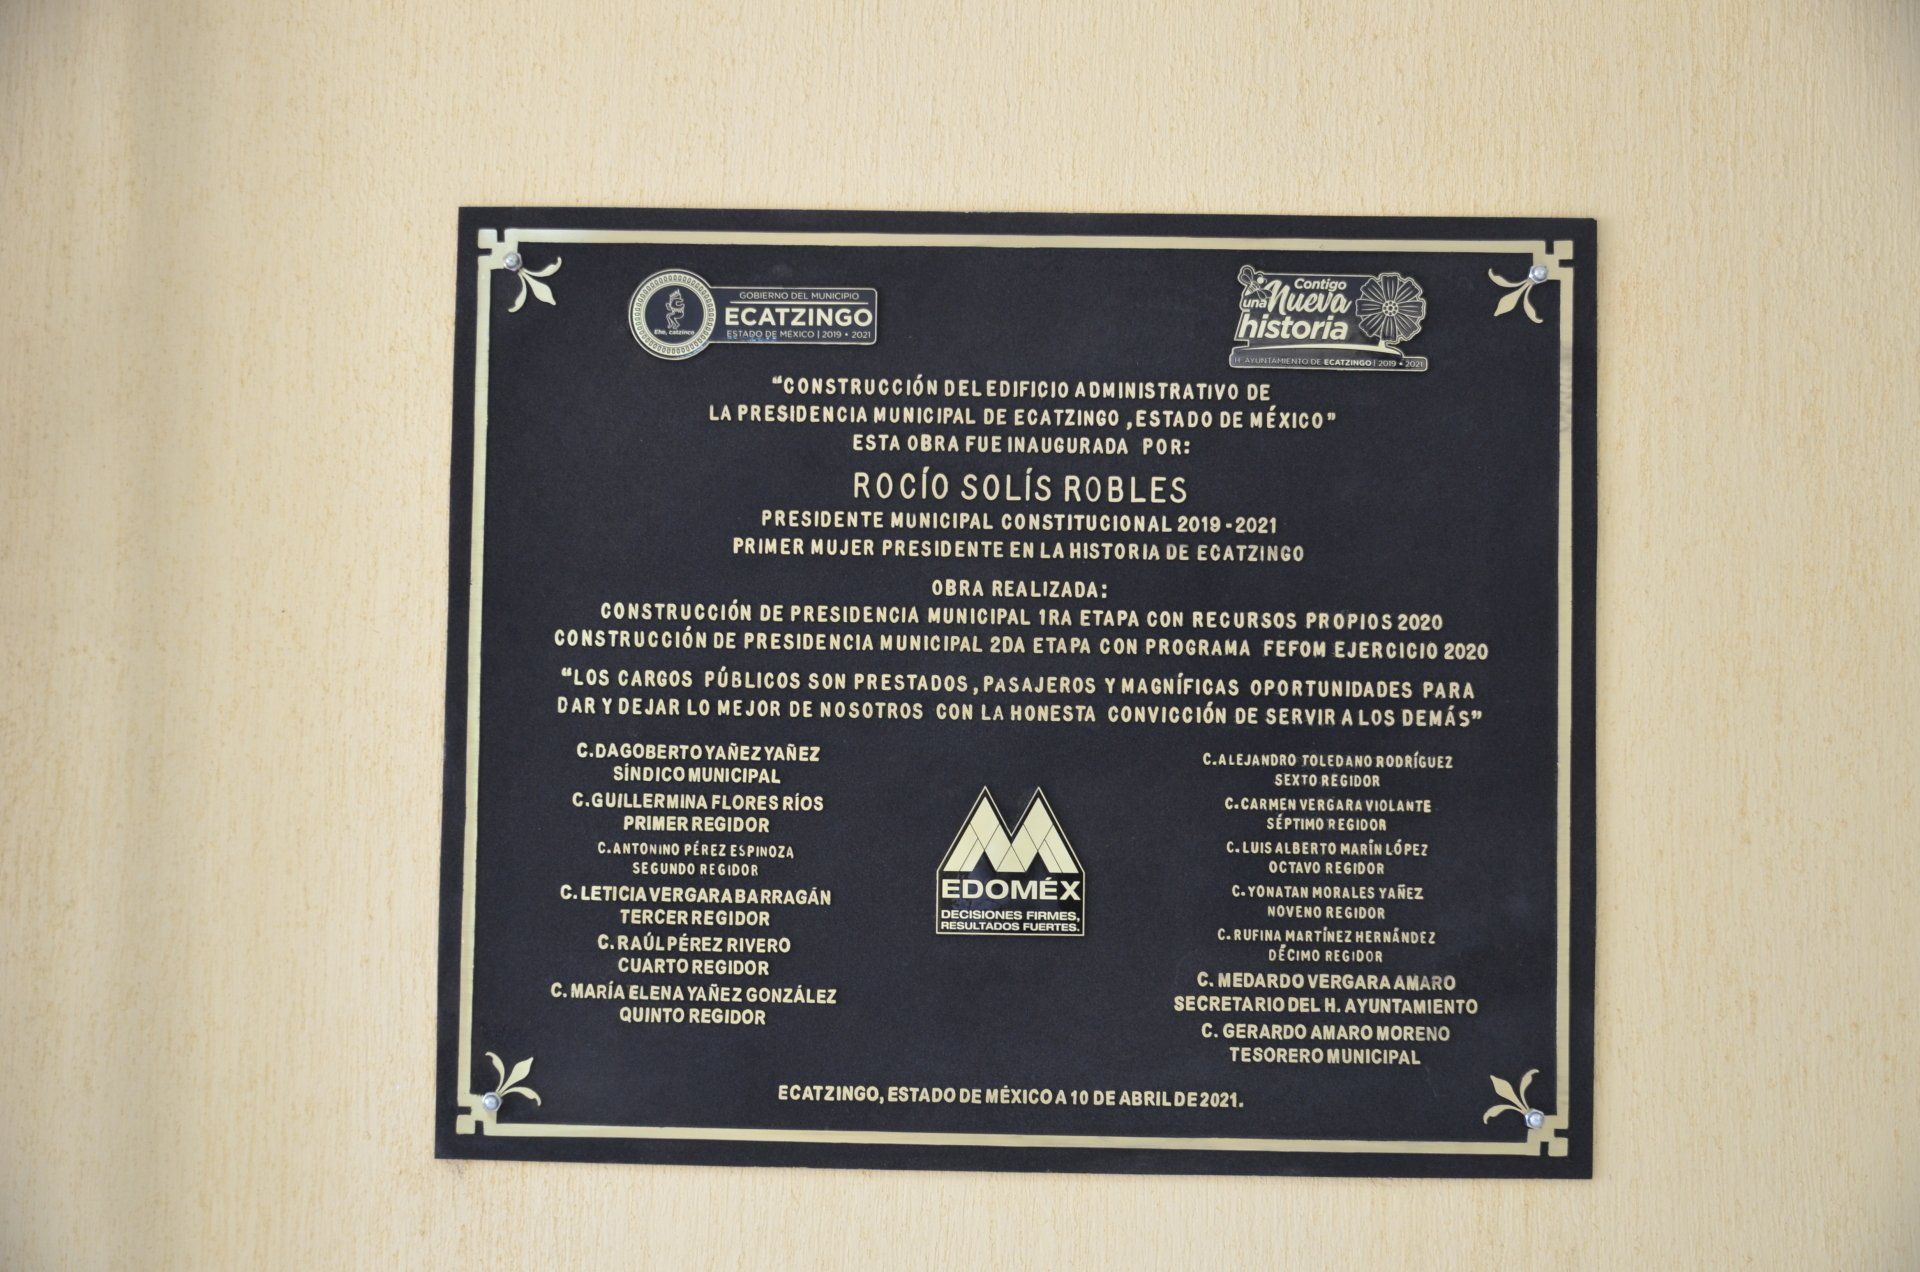 GOBIERNO DEL MUNICIPIO
ECATZINGO
ESTADO DE MÉXICO | 2019 • 2021
Ehe, catzinco
Contigo
una Nueva
historia
H. AYUNTAMIENTO DE ECATZINGO | 2019 • 2021
“CONSTRUCCIÓN DEL EDIFICIO ADMINISTRATIVO DE
LA PRESIDENCIA MUNICIPAL DE ECATZINGO ,ESTADO DE MÉXICO”
ESTA OBRA FUE INAUGURADA POR:
ROCÍO SOLÍS ROBLES
PRESIDENTE MUNICIPAL CONSTITUCIONAL 2019-2021
PRIMER MUJER PRESIDENTE EN LA HISTORIA DE ECATZINGO
OBRA REALIZADA:
CONSTRUCCIÓN DE PRESIDENCIA MUNICIPAL 1RA ETAPA CON RECURSOS PROPIOS 2020
CONSTRUCCIÓN DE PRESIDENCIA MUNICIPAL 2DA ETAPA CON PROGRAMA FEFOM EJERCICIO 2020
“LOS CARGOS PÚBLICOS SON PRESTADOS, PASAJEROS Y MAGNÍFICAS OPORTUNIDADES PARA
DAR Y DEJAR LO MEJOR DE NOSOTROS CON LA HONESTA CONVICCIÓN DE SERVIR A LOS DEMÁS”
C.DAGOBERTO YAÑEZ YAÑEZ
SÍNDICO MUNICIPAL
C.GUILLERMINA FLORES RÍOS
PRIMER REGIDOR
C.ANTONINO PÉREZ ESPINOZA
SEGUNDO REGIDOR
C.LETICIA VERGARA BARRAGÁN
TERCER REGIDOR
C.RAÚL PÉREZ RIVERO
CUARTO REGIDOR
C.MARÍA ELENA YAÑEZ GONZÁLEZ
QUINTO REGIDOR
EDOMÉX
DECISIONES FIRMES,
RESULTADOS FUERTES.
C.ALEJANDRO TOLEDANO RODRÍGUEZ
SEXTO REGIDOR
C.CARMEN VERGARA VIOLANTE
SÉPTIMO REGIDOR
C.LUIS ALBERTO MARÍN LÓPEZ
OCTAVO REGIDOR
C.YONATAN MORALES YAÑEZ
NOVENO REGIDOR
C.RUFINA MARTÍNEZ HERNÁNDEZ
DÉCIMO REGIDOR
C. MEDARDO VERGARA AMARO
SECRETARIO DEL H. AYUNTAMIENTO
C. GERARDO AMARO MORENO
TESORERO MUNICIPAL
ECATZINGO, ESTADO DE MÉXICO A 10 DE ABRIL DE 2021.